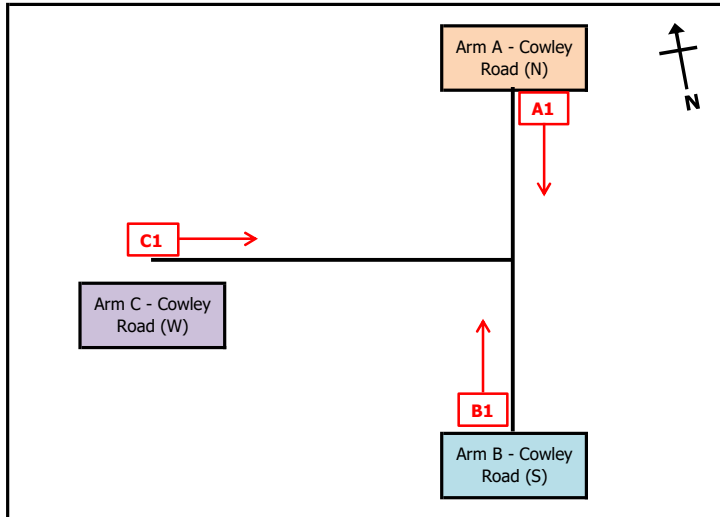 Arm A - Cowley
Road (N)
A1
N
C1
Arm C - Cowley
Road (W)
B1
Arm B - Cowley
Road (S)